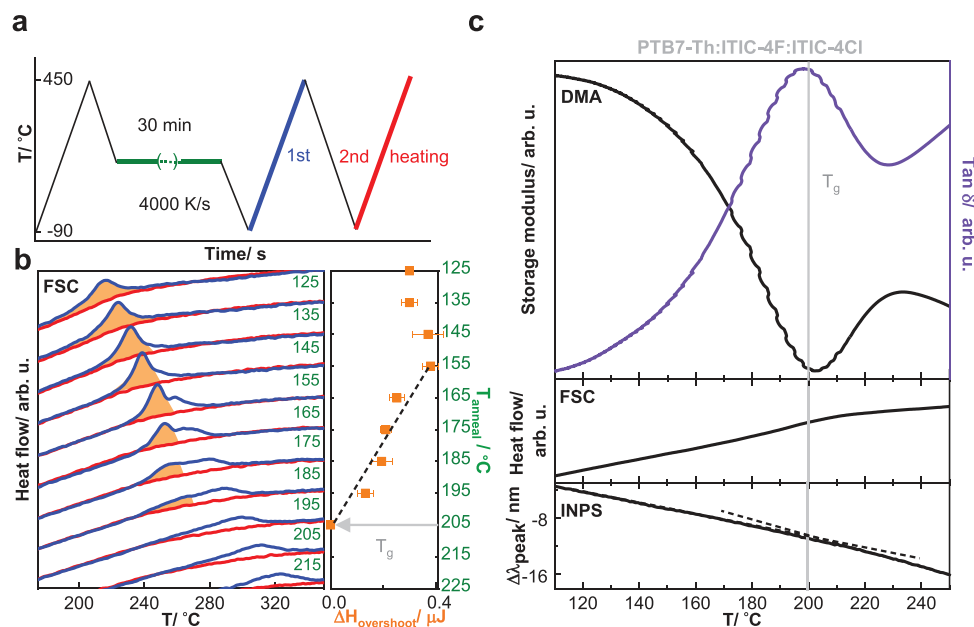 a
T/ °C
450
-90
30 min
4000 K/s
1st
2nd
heating
Time/ s
b
FSC
Heat flow/ arb. u.
125
135
145
155
165
175
185
195
205
215
200
240
280
320
T/ °C
T_g
125
135
145
155
165
175
185
195
205
215
225
T_anneal/ °C
0.0
0.4
ΔH_overshoot/ μJ
c
PTB7-Th:ITIC-4F:ITIC-4Cl
DMA
Storage modulus/ arb. u.
Tan δ/ arb. u.
T_g
FSC
Heat flow/
arb. u.
INPS
Δλpeak/ nm
-8
-16
120
140
160
180
200
220
240
T/ °C